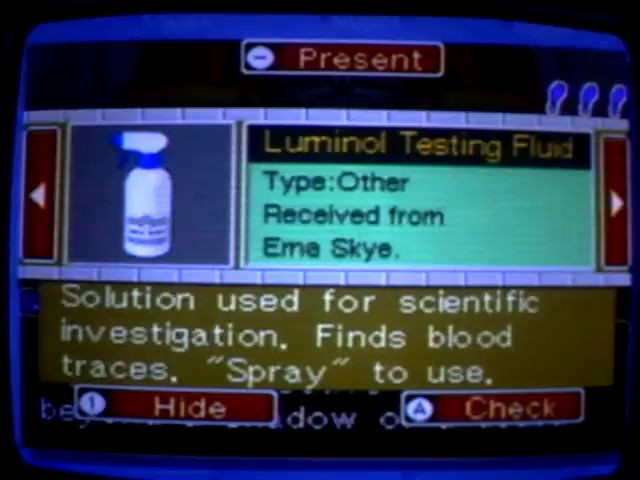 - Present
Luminol Testing Fluid
Type:Other
Received from
Ema Skye.
Solution used for scientific
investigation. Finds blood
traces. "Spray" to use.
1 Hide
A Check